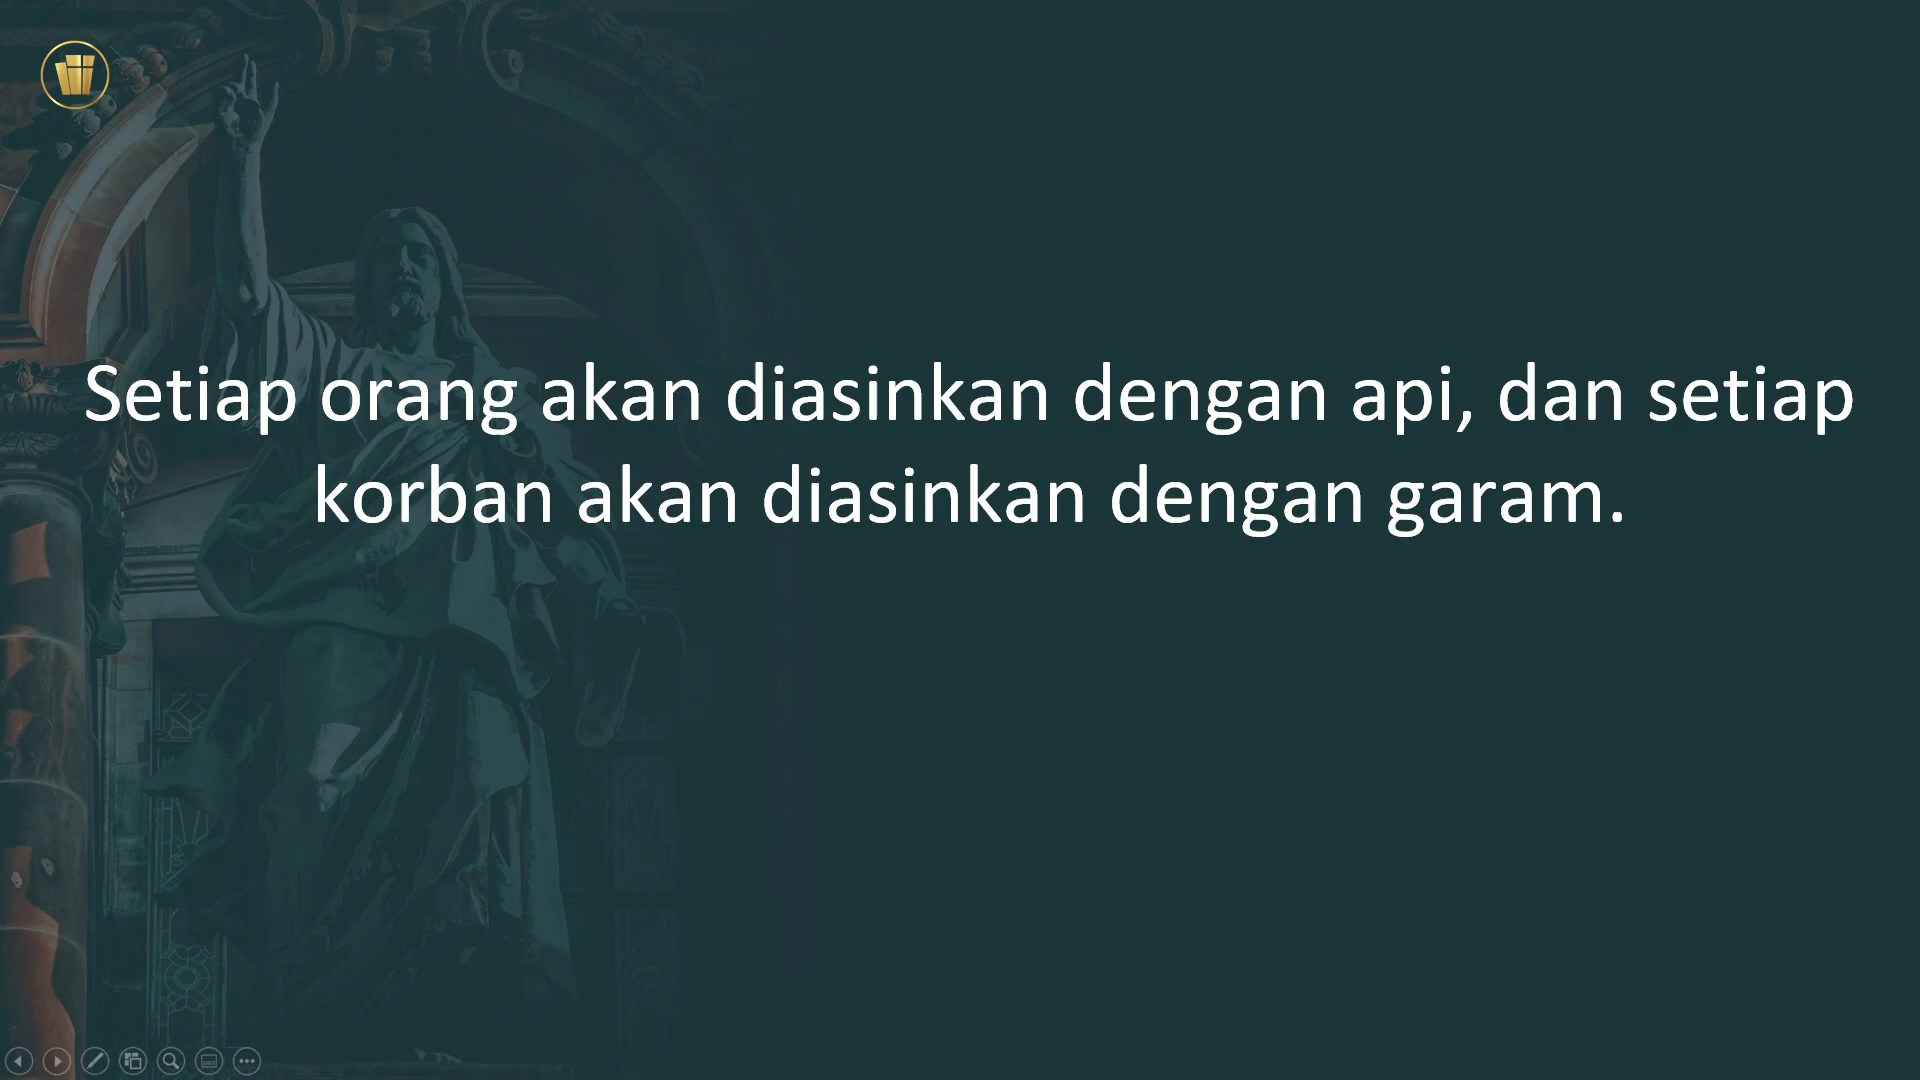 Setiap orang akan diasinkan dengan api, dan setiap
korban akan diasinkan dengan garam.